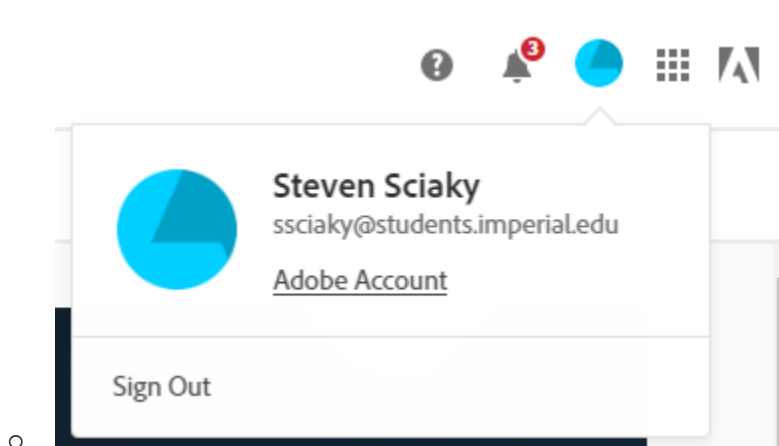 3
Steven Sciaky
ssciaky@students.imperial.edu
Adobe Account
Sign Out